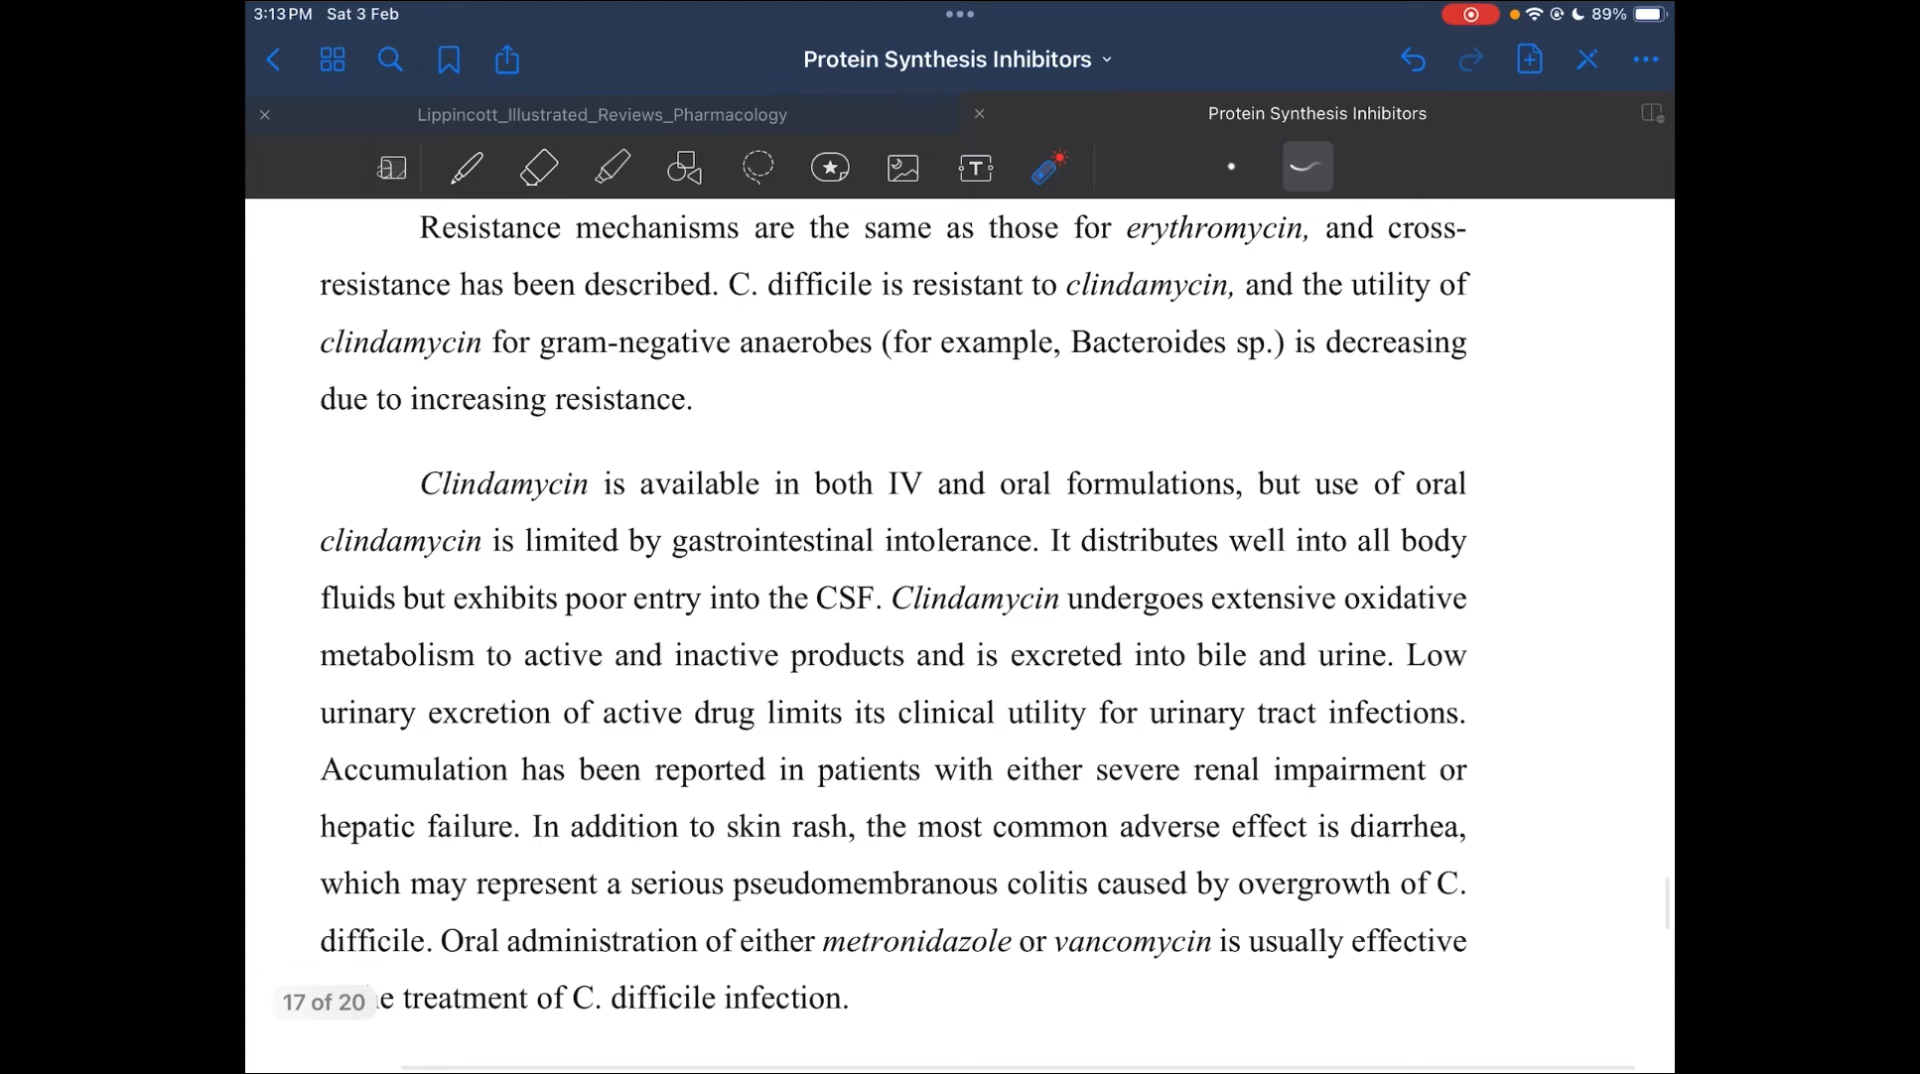 3:13 PM Sat 3 Feb
89%
Protein Synthesis Inhibitors
Lippincott_Illustrated_Reviews_Pharmacology
Protein Synthesis Inhibitors
Resistance mechanisms are the same as those for erythromycin, and cross-
resistance has been described. C. difficile is resistant to clindamycin, and the utility of
clindamycin for gram-negative anaerobes (for example, Bacteroides sp.) is decreasing
due to increasing resistance.
Clindamycin is available in both IV and oral formulations, but use of oral
clindamycin is limited by gastrointestinal intolerance. It distributes well into all body
fluids but exhibits poor entry into the CSF. Clindamycin undergoes extensive oxidative
metabolism to active and inactive products and is excreted into bile and urine. Low
urinary excretion of active drug limits its clinical utility for urinary tract infections.
Accumulation has been reported in patients with either severe renal impairment or
hepatic failure. In addition to skin rash, the most common adverse effect is diarrhea,
which may represent a serious pseudomembranous colitis caused by overgrowth of C.
difficile. Oral administration of either metronidazole or vancomycin is usually effective
17 of 20
treatment of C. difficile infection.